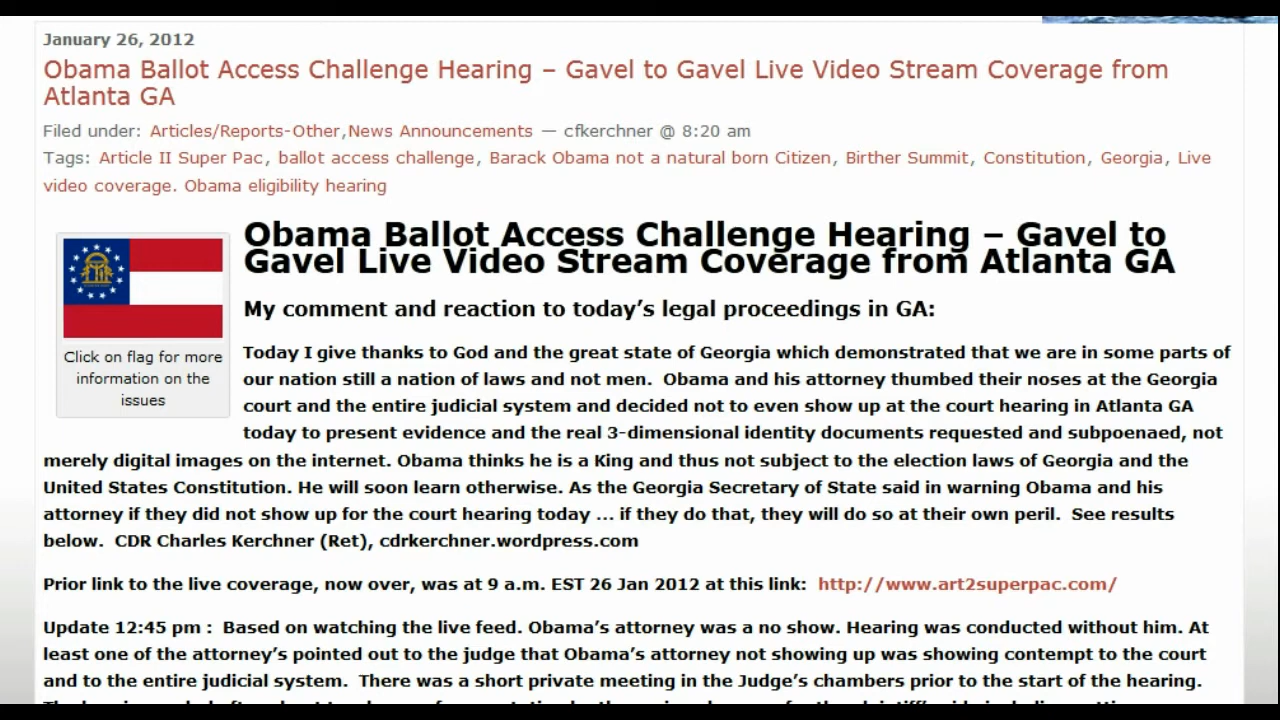 January 26, 2012
Obama Ballot Access Challenge Hearing – Gavel to Gavel Live Video Stream Coverage from
Atlanta GA
Filed under: Articles/Reports-Other,News Announcements — cfkerchner @ 8:20 am
Tags: Article II Super Pac, ballot access challenge, Barack Obama not a natural born Citizen, Birther Summit, Constitution, Georgia, Live
video coverage. Obama eligibility hearing
Obama Ballot Access Challenge Hearing – Gavel to
Gavel Live Video Stream Coverage from Atlanta GA
My comment and reaction to today's legal proceedings in GA:
Click on flag for more
information on the
issues
Today I give thanks to God and the great state of Georgia which demonstrated that we are in some parts of
our nation still a nation of laws and not men.  Obama and his attorney thumbed their noses at the Georgia
court and the entire judicial system and decided not to even show up at the court hearing in Atlanta GA
today to present evidence and the real 3-dimensional identity documents requested and subpoenaed, not
merely digital images on the internet. Obama thinks he is a King and thus not subject to the election laws of Georgia and the
United States Constitution. He will soon learn otherwise. As the Georgia Secretary of State said in warning Obama and his
attorney if they did not show up for the court hearing today ... if they do that, they will do so at their own peril.  See results
below.  CDR Charles Kerchner (Ret), cdrkerchner.wordpress.com
Prior link to the live coverage, now over, was at 9 a.m. EST 26 Jan 2012 at this link:  http://www.art2superpac.com/
Update 12:45 pm :  Based on watching the live feed. Obama's attorney was a no show. Hearing was conducted without him. At
least one of the attorney's pointed out to the judge that Obama's attorney not showing up was showing contempt to the court
and to the entire judicial system.  There was a short private meeting in the Judge's chambers prior to the start of the hearing.